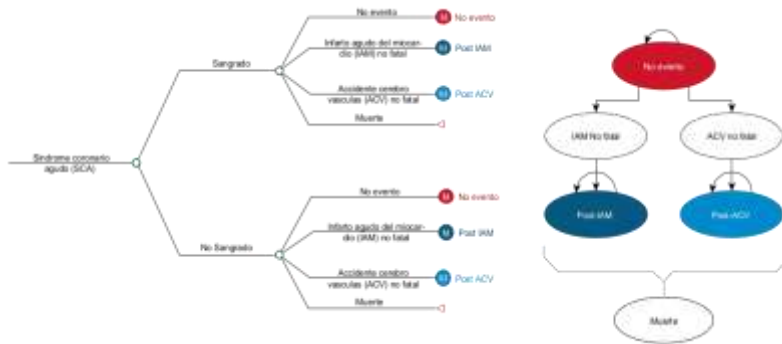 Síndrome coronario
agudo (SCA)
Sangrado
No evento
M No evento
Infarto agudo del miocar-
dio (IAM) no fatal
M Post IAM
Accidente cerebro
vasculas (ACV) no fatal
M Post ACV
Muerte
No Sangrado
No evento
M No evento
Infarto agudo del miocar-
dio (IAM) no fatal
M Post IAM
Accidente cerebro
vasculas (ACV) no fatal
M Post ACV
Muerte
No evento
IAM No fatal
ACV no fatal
Post-IAM
Post-ACV
Muerte